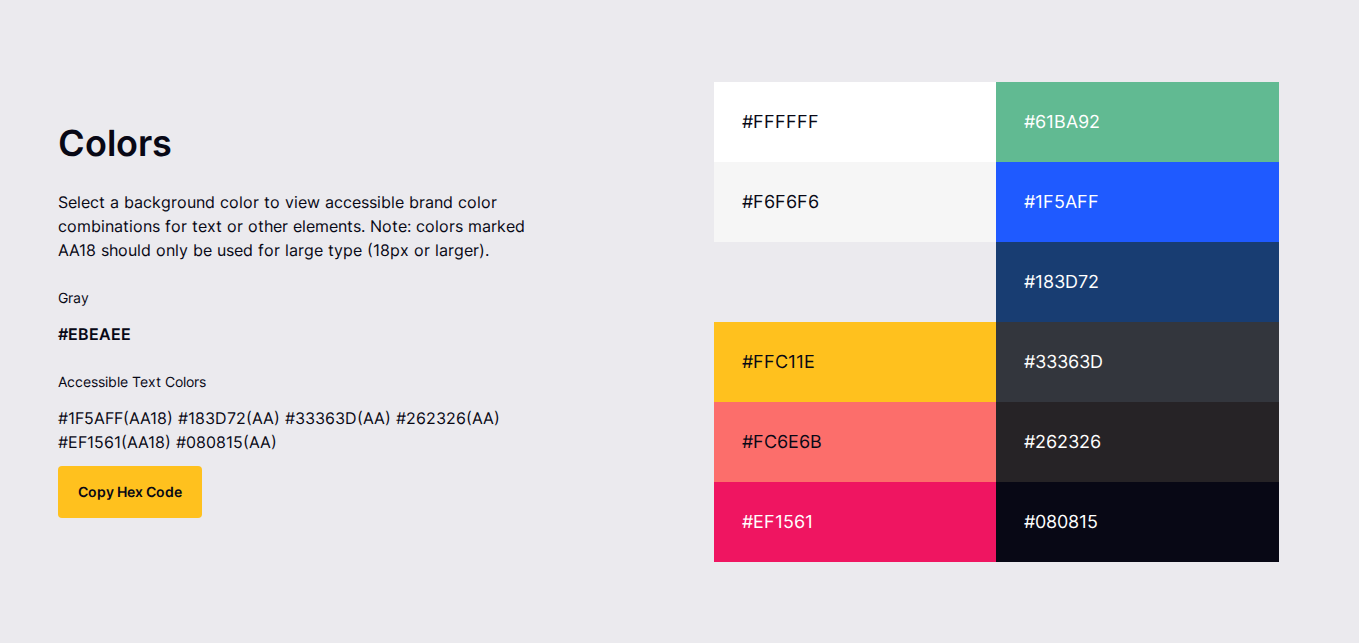 Colors
Select a background color to view accessible brand color
combinations for text or other elements. Note: colors marked
AA18 should only be used for large type (18px or larger).
Gray
#EBEAEE
Accessible Text Colors
#1F5AFF(AA18) #183D72(AA) #33363D(AA) #262326(AA)
#EF1561(AA18) #080815(AA)
Copy Hex Code
#FFFFFF
#61BA92
#F6F6F6
#1F5AFF
#183D72
#FFC11E
#33363D
#FC6E6B
#262326
#EF1561
#080815